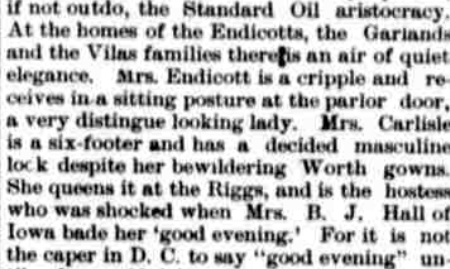 if not outdo, the Standard Oil aristocracy.
At the homes of the Endicotts, the Garlands
and the Vilas families there is an air of quiet
elegance. Mrs. Endicott is a cripple and re-
ceives in a sitting posture at the parlor door,
a very distingue looking lady. Mrs. Carlisle
is a six-footer and has a decided masculine
lock despite her bewildering Worth gowns.
She queens it at the Riggs, and is the hostess
who was shocked when Mrs. B. J. Hall of
Iowa bade her 'good evening.' For it is not
the caper in D. C. to say "good evening" un-